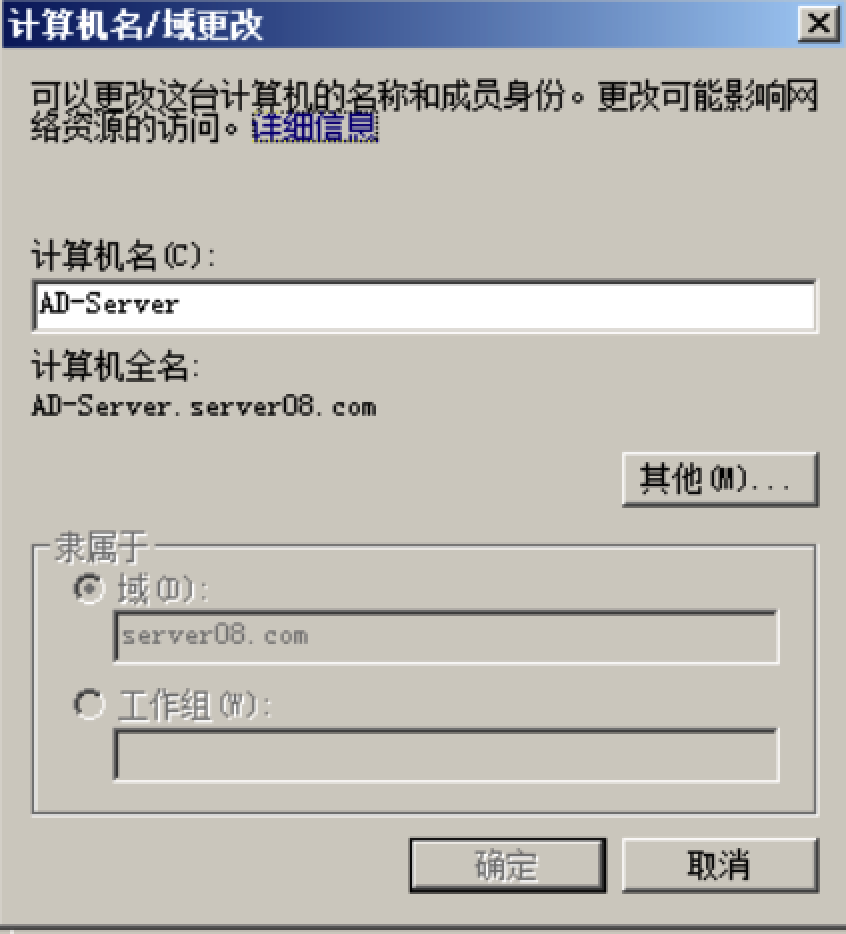 计算机名/域更改
可以更改这台计算机的名称和成员身份。更改可能影响网
络资源的访问。详细信息
计算机名(C):
AD-Server
计算机全名:
AD-Server.server08.com
其他(M)...
隶属于
域(D):
server08.com
工作组(W):
确定
取消